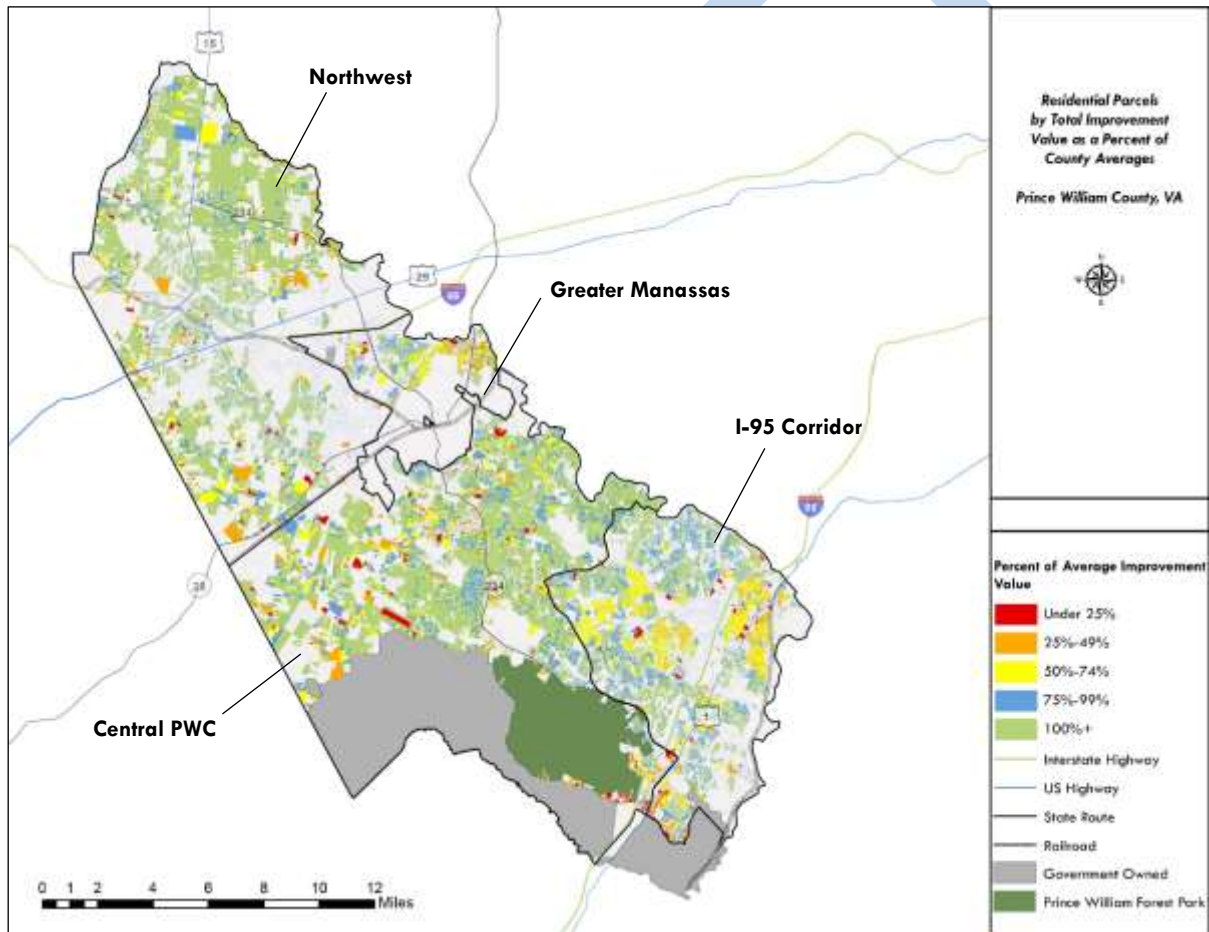 15
Northwest
234
29
66
Greater Manassas
I-95 Corridor
95
234
28
1
Central PWC
0 1 2 4 6 8 10 12
Miles
Residential Parcels
by Total Improvement
Value as a Percent of
County Averages
Prince William County, VA
N
W E
S
Percent of Average Improvement
Value
Under 25%
25%-49%
50%-74%
75%-99%
100%+
Interstate Highway
US Highway
State Route
Railroad
Government Owned
Prince William Forest Park